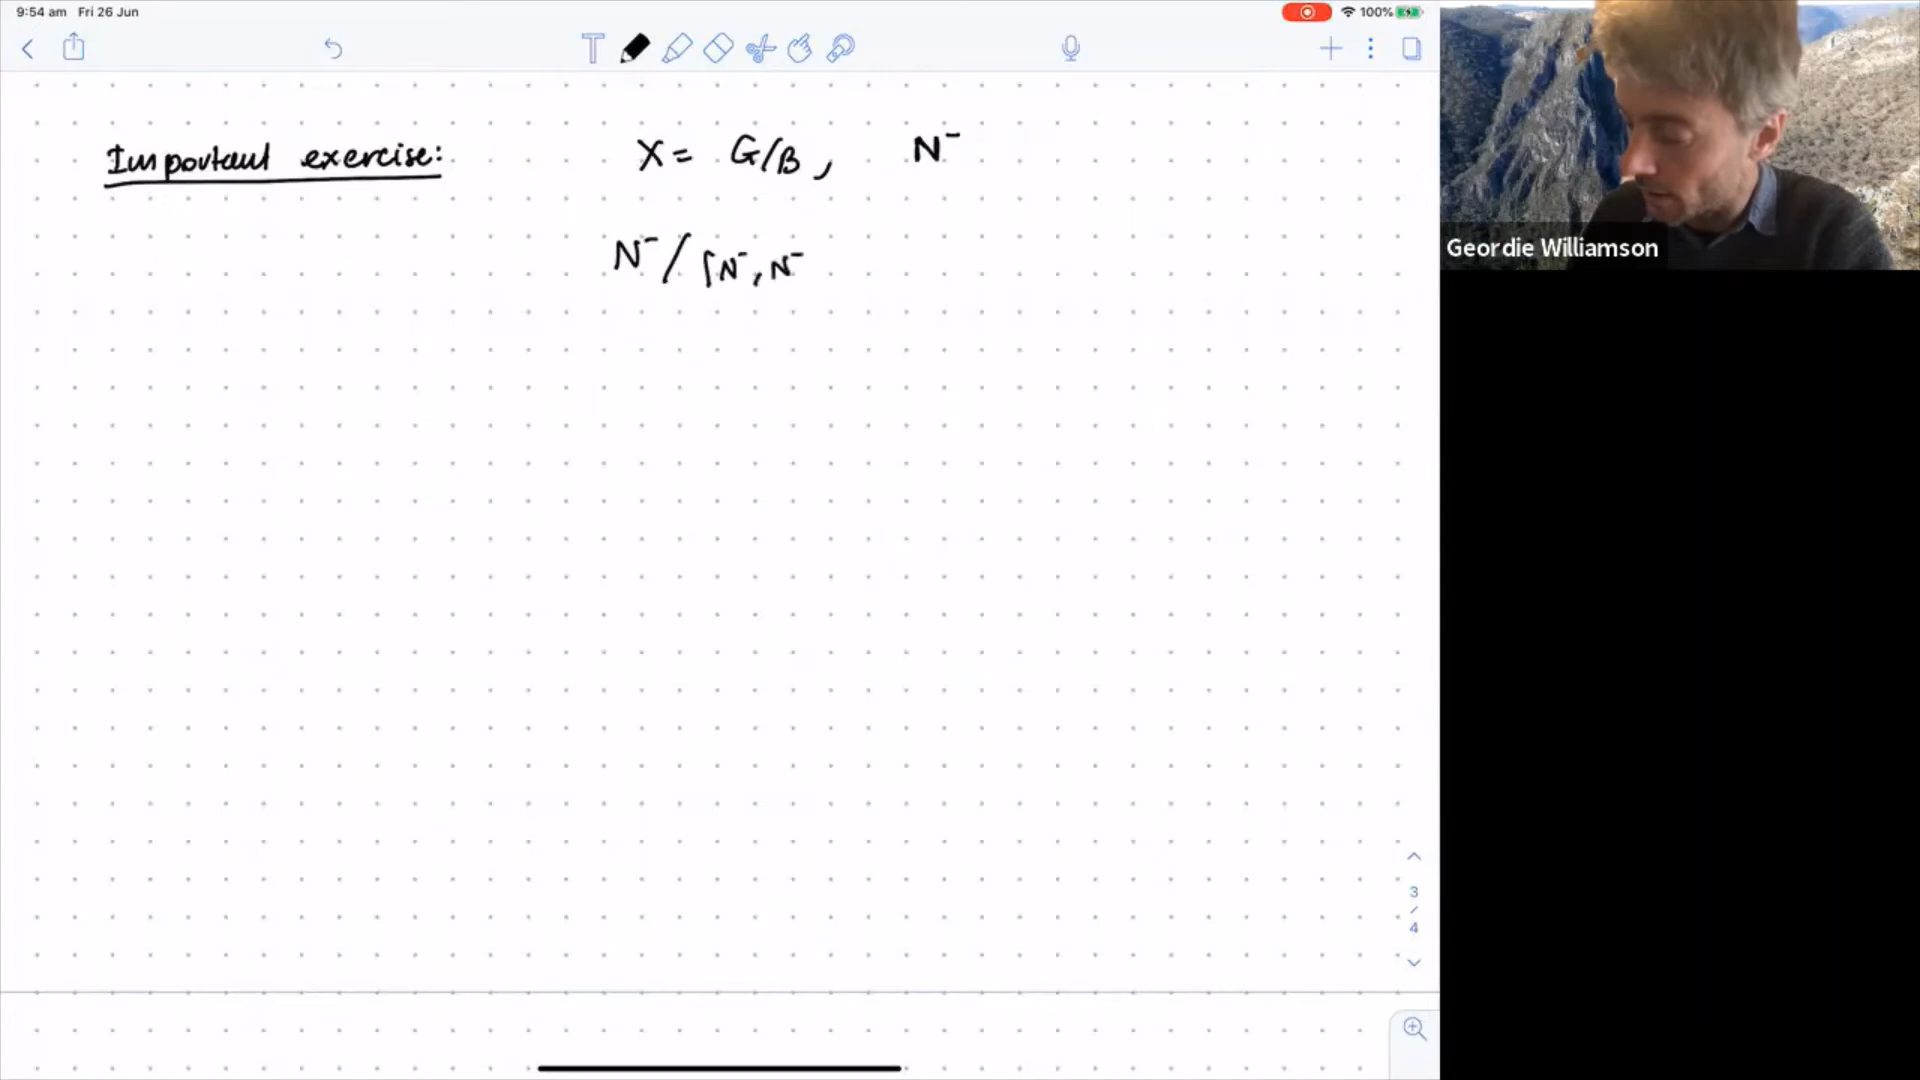 9:54 am Fri 26 Jun
100%
T
Important exercise: X = G/B, N⁻
N⁻/[N⁻, N⁻
Geordie Williamson
3
/
4